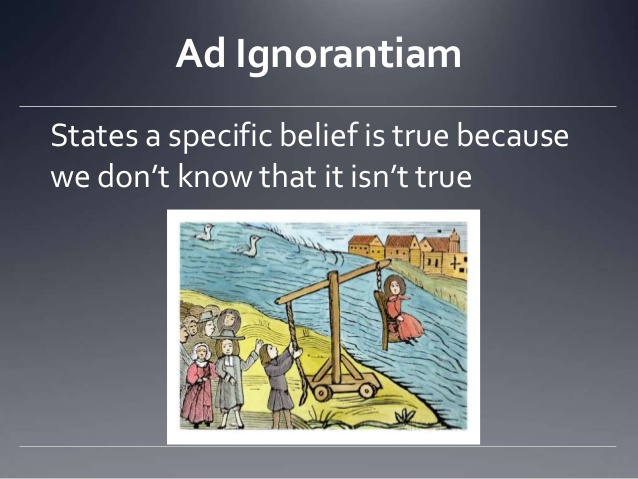 Ad Ignorantiam
States a specific belief is true because
we don’t know that it isn’t true